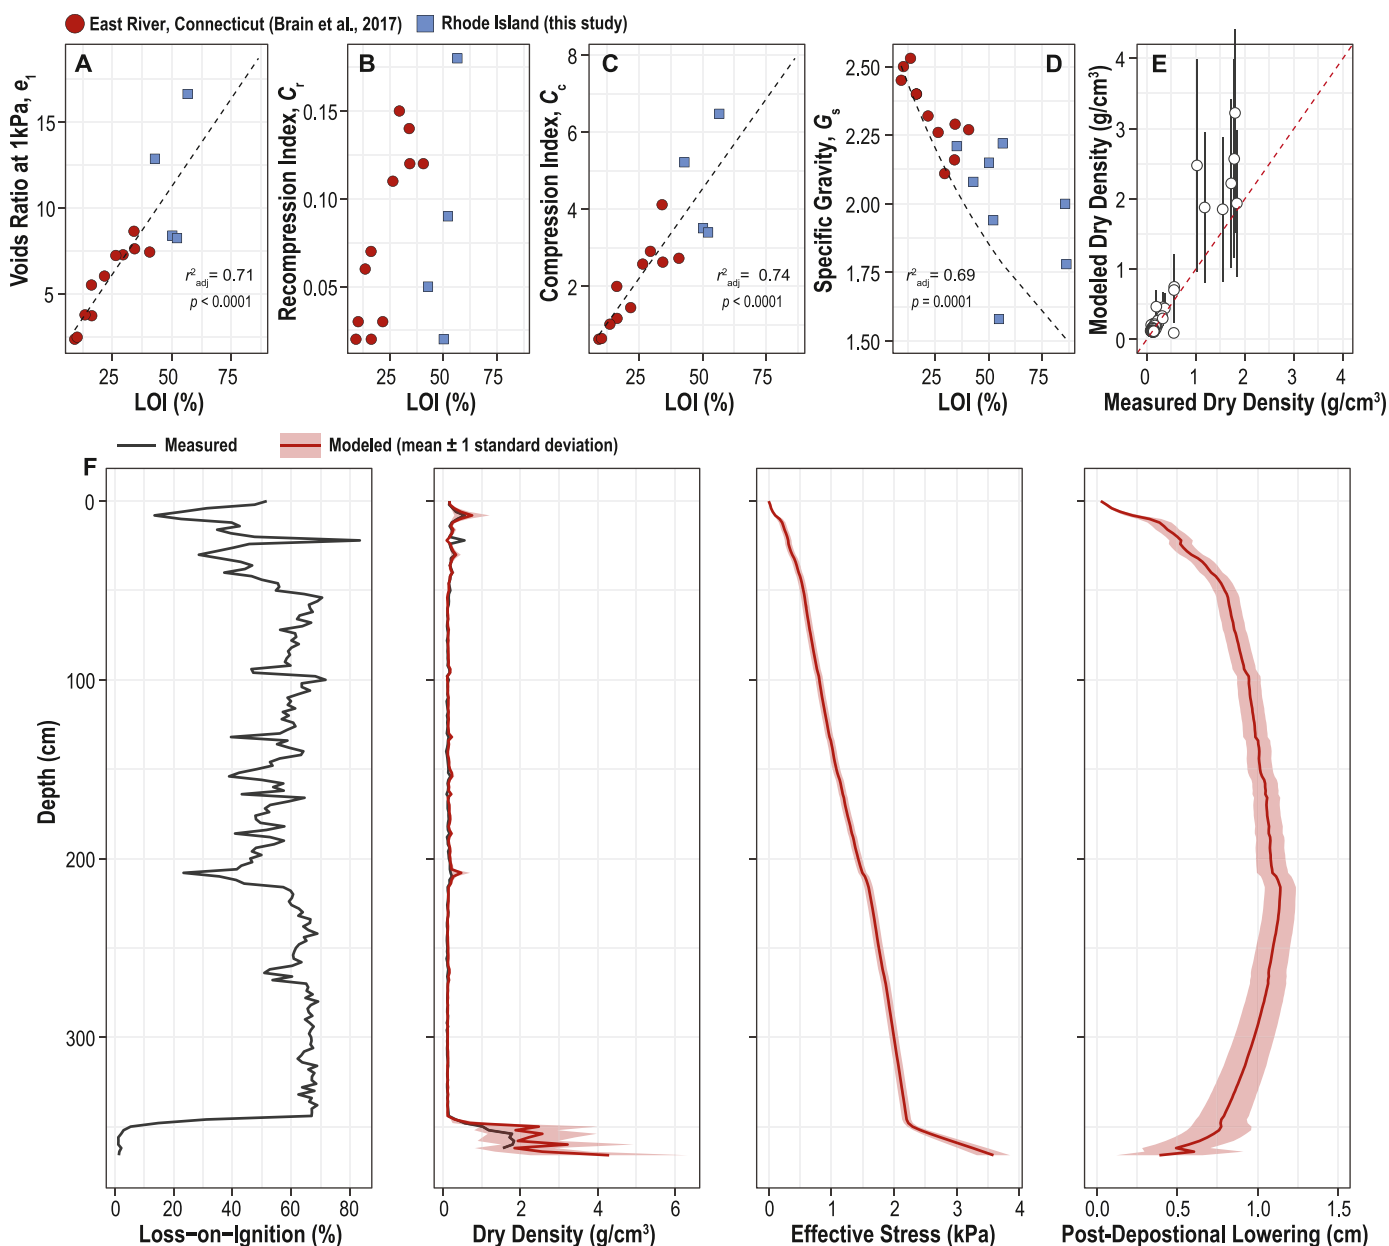 East River, Connecticut (Brain et al., 2017)
Rhode Island (this study)
A
Voids Ratio at 1kPa, e1
15
10
5
25
50
75
LOI (%)
r²adj = 0.71
p < 0.0001
B
Recompression Index, Cr
0.15
0.10
0.05
25
50
75
LOI (%)
C
Compression Index, Cc
8
6
4
2
25
50
75
LOI (%)
r²adj = 0.74
p < 0.0001
D
Specific Gravity, Gs
2.50
2.25
2.00
1.75
1.50
25
50
75
LOI (%)
r²adj = 0.69
p = 0.0001
E
Modeled Dry Density (g/cm³)
4
3
2
1
0
0
1
2
3
4
Measured Dry Density (g/cm³)
Measured
Modeled (mean ± 1 standard deviation)
F
Depth (cm)
0
100
200
300
0
20
40
60
80
Loss-on-Ignition (%)
0
2
4
6
Dry Density (g/cm³)
0
1
2
3
4
Effective Stress (kPa)
0.0
0.5
1.0
1.5
Post-Depostional Lowering (cm)